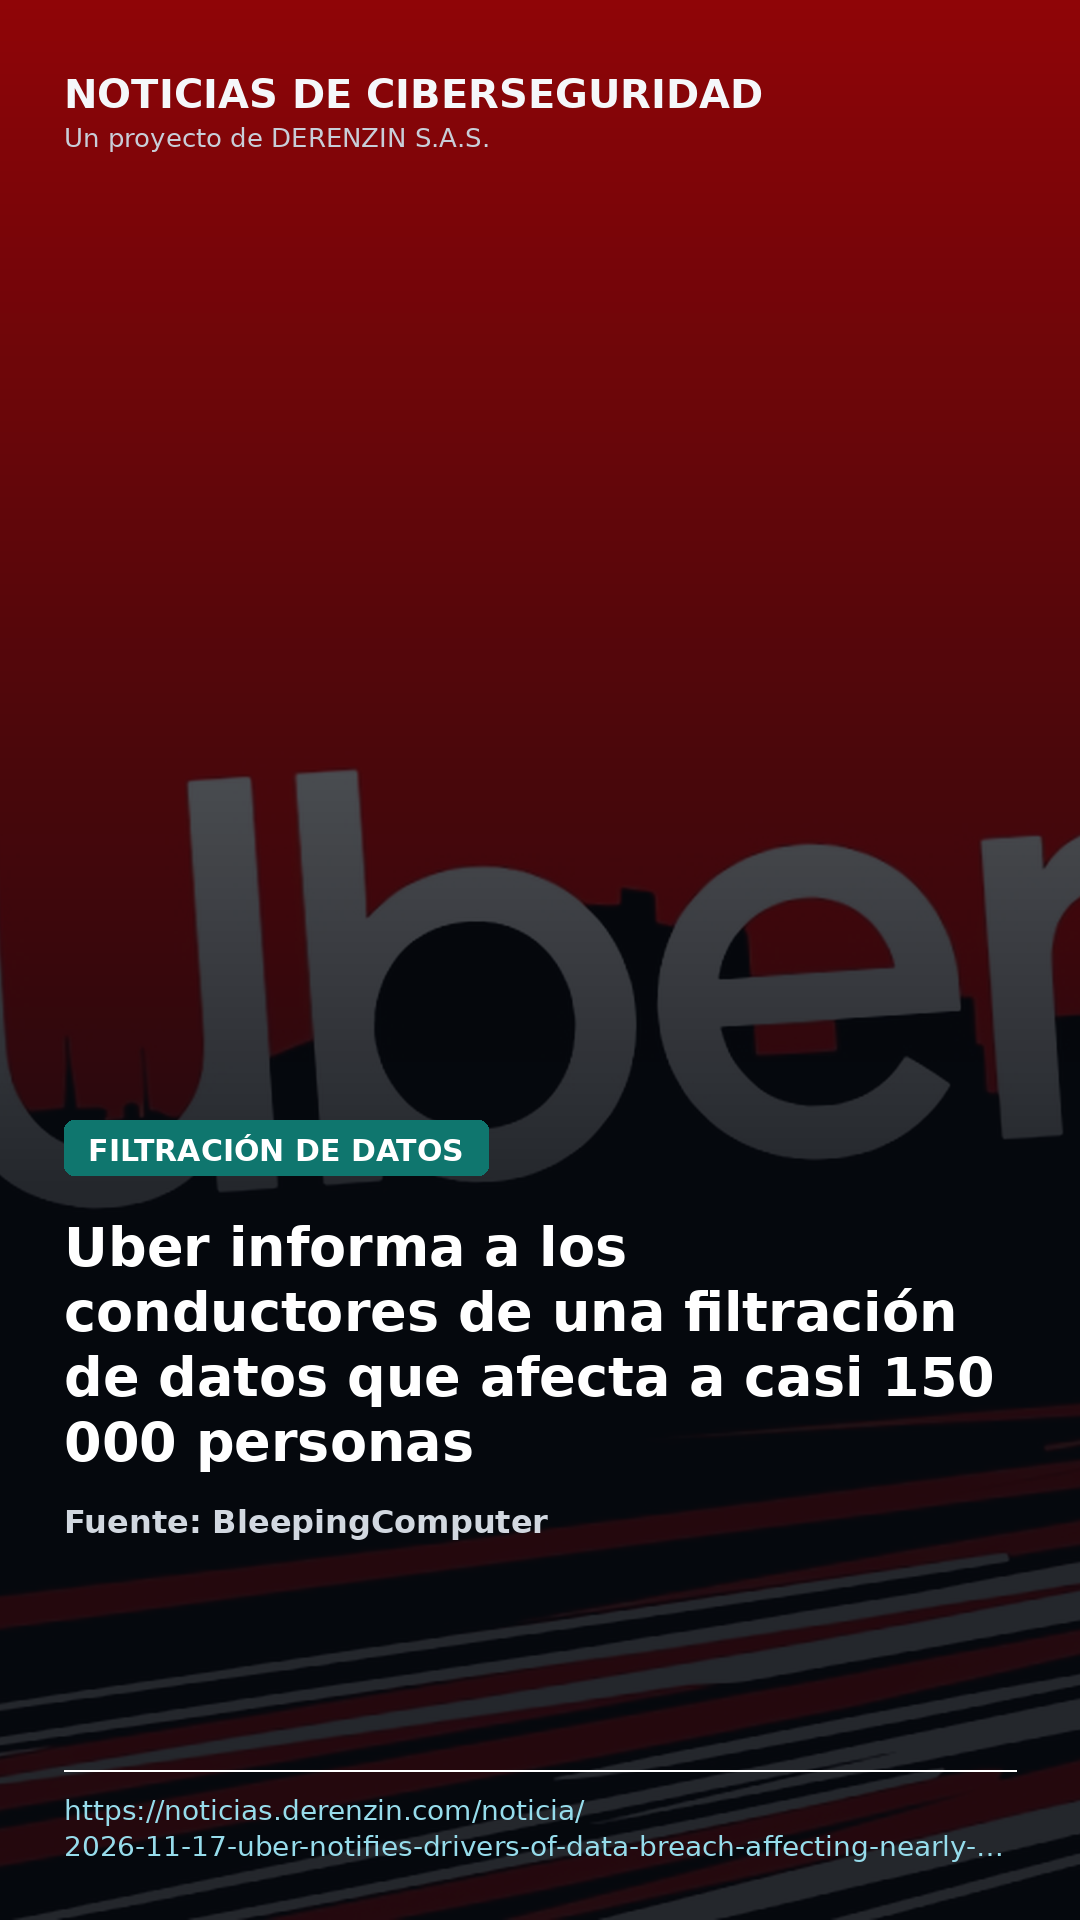 NOTICIAS DE CIBERSEGURIDAD
Un proyecto de DERENZIN S.A.S.
Uber
FILTRACIÓN DE DATOS
Uber informa a los
conductores de una filtración
de datos que afecta a casi 150
000 personas
Fuente: BleepingComputer
https://noticias.derenzin.com/noticia/
2026-11-17-uber-notifies-drivers-of-data-breach-affecting-nearly-...